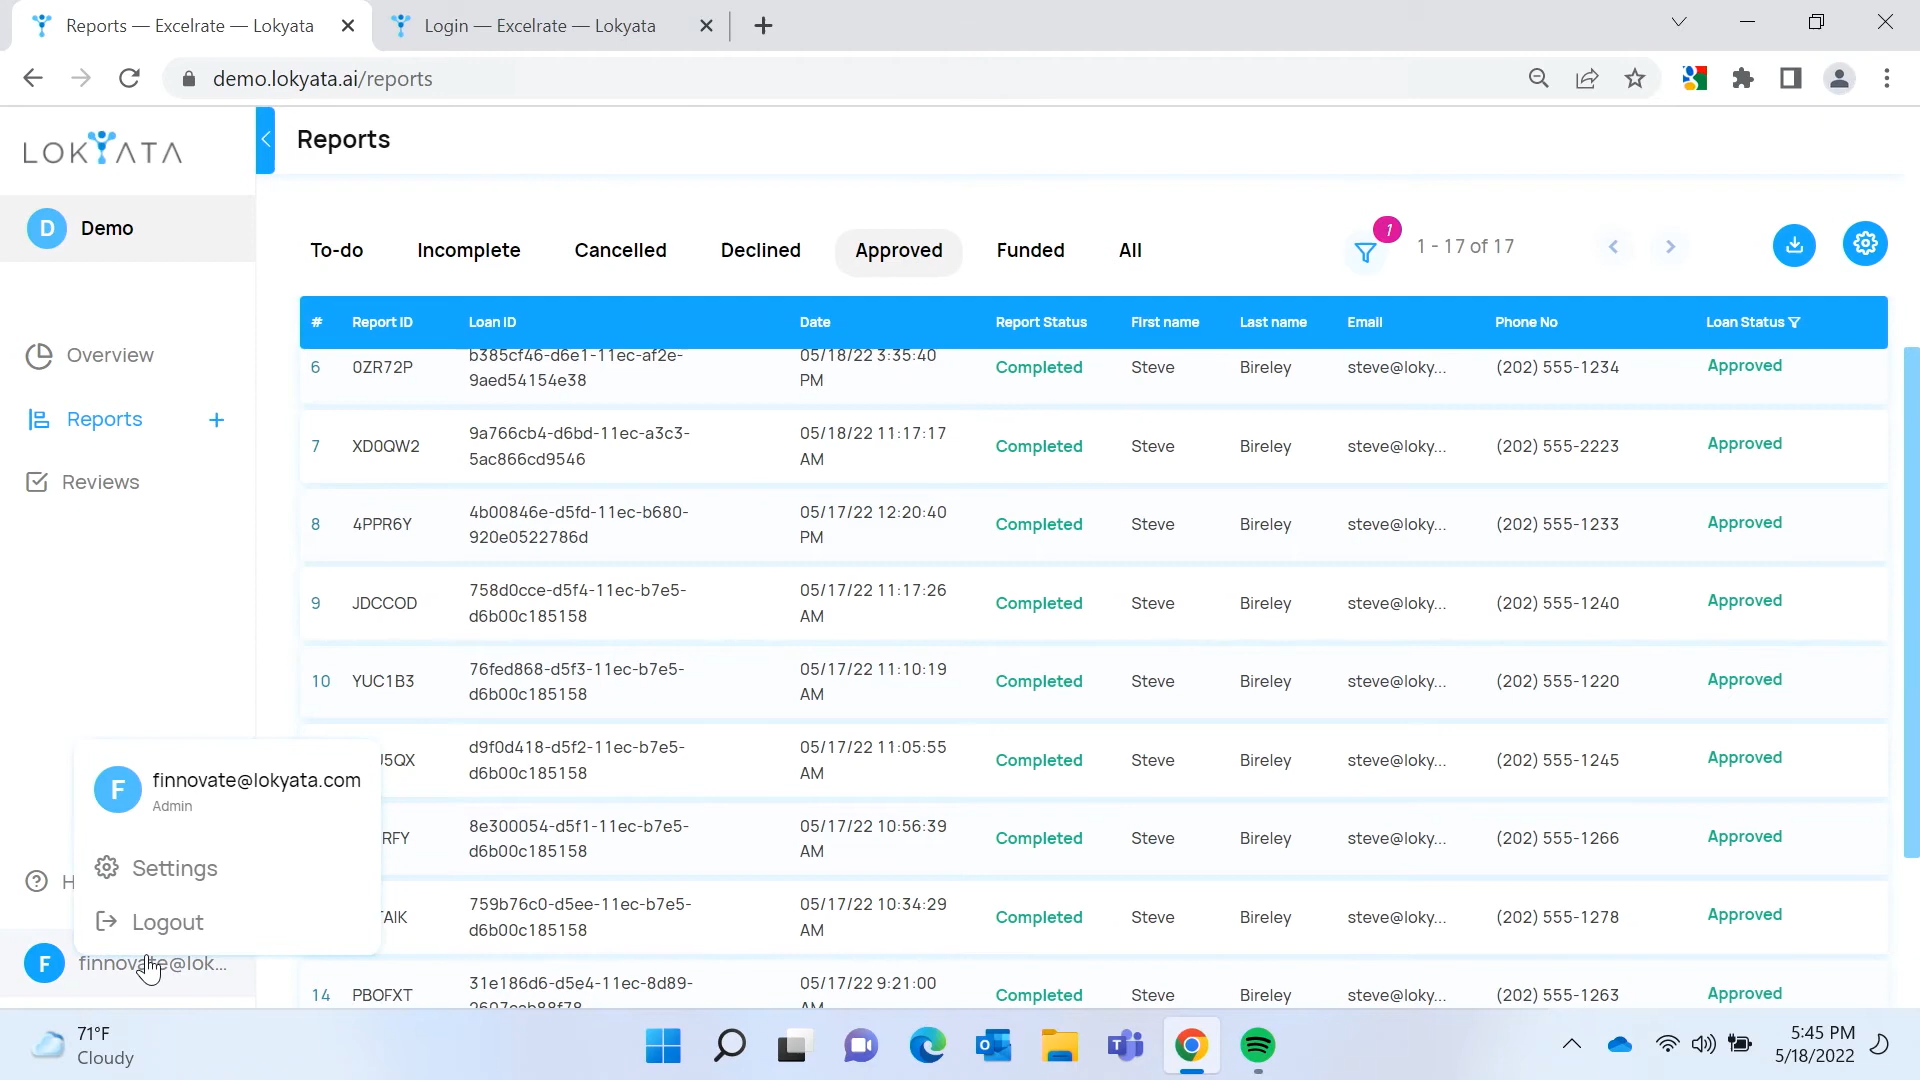 Reports — Excelrate — Lokyata
Login — Excelrate — Lokyata
demo.lokyata.ai/reports
LOKYATA
Reports
D Demo
To-do Incomplete Cancelled Declined Approved Funded All 1 1 - 17 of 17
# Report ID Loan ID Date Report Status First name Last name Email Phone No Loan Status
6 0ZR72P b385cf46-d6e1-11ec-af2e- 05/18/22 3:35:40 Completed Steve Bireley steve@loky... (202) 555-1234 Approved
9aed54154e38 PM
Overview
7 XD0QW2 9a766cb4-d6bd-11ec-a3c3- 05/18/22 11:17:17 Completed Steve Bireley steve@loky... (202) 555-2223 Approved
5ac866cd9546 AM
Reports +
Reviews
8 4PPR6Y 4b00846e-d5fd-11ec-b680- 05/17/22 12:20:40 Completed Steve Bireley steve@loky... (202) 555-1233 Approved
920e0522786d PM
9 JDCCOD 758d0cce-d5f4-11ec-b7e5- 05/17/22 11:17:26 Completed Steve Bireley steve@loky... (202) 555-1240 Approved
d6b00c185158 AM
10 YUC1B3 76fed868-d5f3-11ec-b7e5- 05/17/22 11:10:19 Completed Steve Bireley steve@loky... (202) 555-1220 Approved
d6b00c185158 AM
J5QX d9f0d418-d5f2-11ec-b7e5- 05/17/22 11:05:55 Completed Steve Bireley steve@loky... (202) 555-1245 Approved
d6b00c185158 AM
F finnovate@lokyata.com
Admin
RFY 8e300054-d5f1-11ec-b7e5- 05/17/22 10:56:39 Completed Steve Bireley steve@loky... (202) 555-1266 Approved
d6b00c185158 AM
Settings
H
AIK 759b76c0-d5ee-11ec-b7e5- 05/17/22 10:34:29 Completed Steve Bireley steve@loky... (202) 555-1278 Approved
d6b00c185158 AM
Logout
F finnovate@lok...
14 PBOFXT 31e186d6-d5e4-11ec-8d89- 05/17/22 9:21:00 Completed Steve Bireley steve@loky... (202) 555-1263 Approved
71°F
Cloudy
5:45 PM
5/18/2022